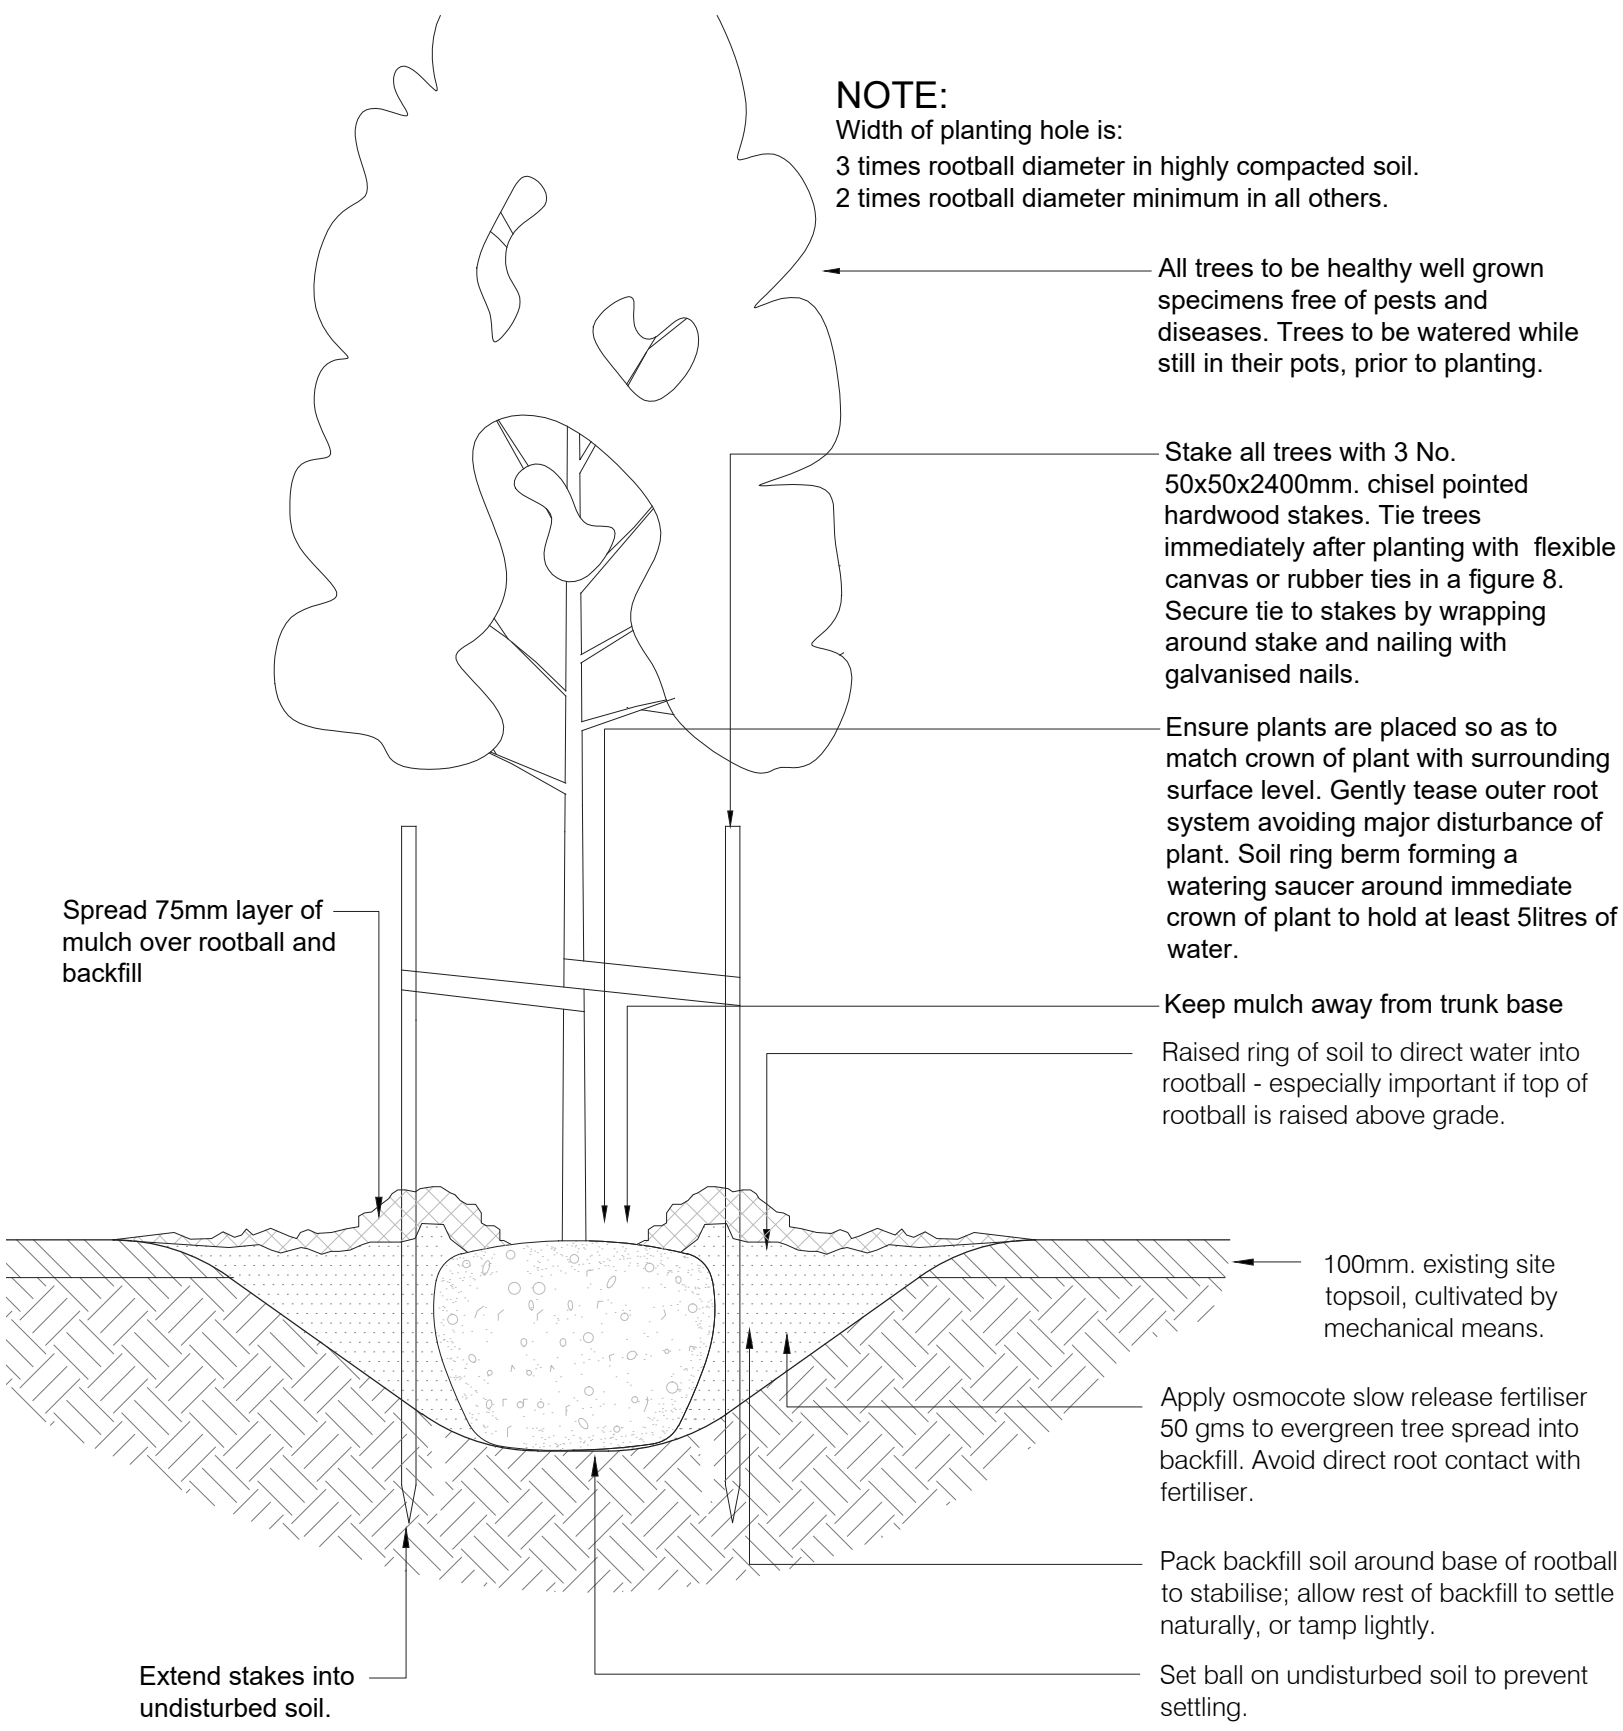 NOTE:
Width of planting hole is:
3 times rootball diameter in highly compacted soil.
2 times rootball diameter minimum in all others.
All trees to be healthy well grown
specimens free of pests and
diseases. Trees to be watered while
still in their pots, prior to planting.
Stake all trees with 3 No.
50x50x2400mm. chisel pointed
hardwood stakes. Tie trees
immediately after planting with  flexible
canvas or rubber ties in a figure 8.
Secure tie to stakes by wrapping
around stake and nailing with
galvanised nails.
Ensure plants are placed so as to
match crown of plant with surrounding
surface level. Gently tease outer root
system avoiding major disturbance of
plant. Soil ring berm forming a
watering saucer around immediate
crown of plant to hold at least 5litres of
water.
Spread 75mm layer of
mulch over rootball and
backfill
Keep mulch away from trunk base
Raised ring of soil to direct water into
rootball - especially important if top of
rootball is raised above grade.
100mm. existing site
topsoil, cultivated by
mechanical means.
Apply osmocote slow release fertiliser
50 gms to evergreen tree spread into
backfill. Avoid direct root contact with
fertiliser.
Pack backfill soil around base of rootball
to stabilise; allow rest of backfill to settle
naturally, or tamp lightly.
Extend stakes into
undisturbed soil.
Set ball on undisturbed soil to prevent
settling.